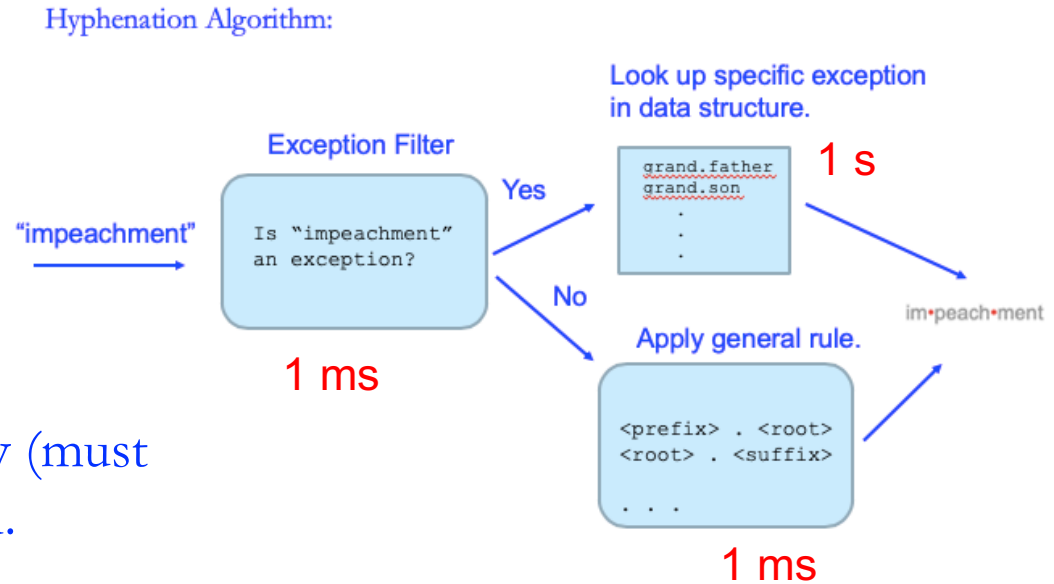 Hyphenation Algorithm:
Look up specific exception
in data structure.
Exception Filter
grand.father
grand.son
.
.
.
1 s
Yes
“impeachment”
Is “impeachment”
an exception?
No
im•peach•ment
Apply general rule.
1 ms
<prefix> . <root>
<root> . <suffix>
. . .
(must
1 ms